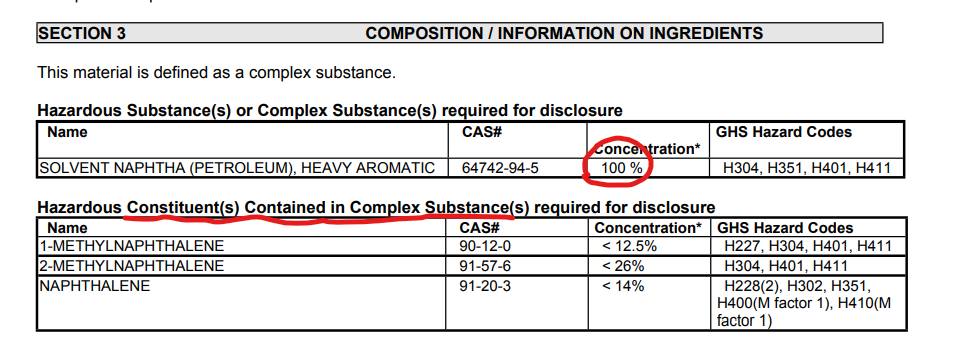 SECTION 3 COMPOSITION / INFORMATION ON INGREDIENTS
This material is defined as a complex substance.
Hazardous Substance(s) or Complex Substance(s) required for disclosure
Name CAS# Concentration* GHS Hazard Codes
SOLVENT NAPHTHA (PETROLEUM), HEAVY AROMATIC 64742-94-5 100 % H304, H351, H401, H411
Hazardous Constituent(s) Contained in Complex Substance(s) required for disclosure
Name CAS# Concentration* GHS Hazard Codes
1-METHYLNAPHTHALENE 90-12-0 < 12.5% H227, H304, H401, H411
2-METHYLNAPHTHALENE 91-57-6 < 26% H304, H401, H411
NAPHTHALENE 91-20-3 < 14% H228(2), H302, H351,
H400(M factor 1), H410(M
factor 1)